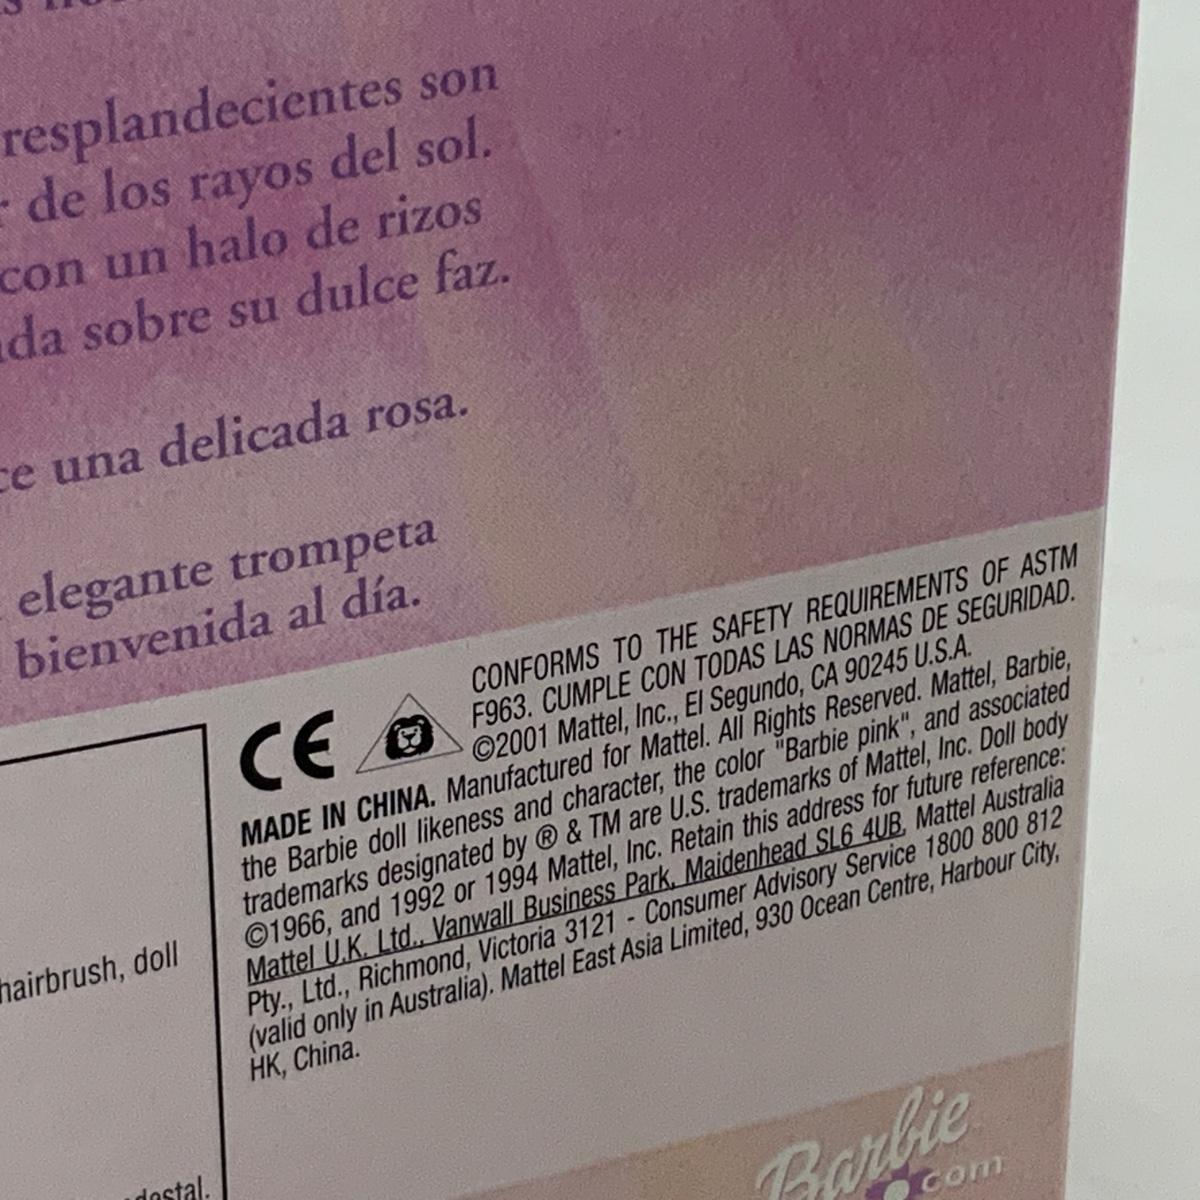 resplandecientes son
de los rayos del sol.
con un halo de rizos
sobre su dulce faz.
una delicada rosa.
elegante trompeta
bienvenida al día.
CONFORMS TO THE SAFETY REQUIREMENTS OF ASTM
F963. CUMPLE CON TODAS LAS NORMAS DE SEGURIDAD.
©2001 Mattel, Inc., El Segundo, CA 90245 U.S.A.
CE
MADE IN CHINA. Manufactured for Mattel. All Rights Reserved. Mattel, Barbie,
the Barbie doll likeness and character, the color "Barbie pink", and associated
trademarks designated by ® & TM are U.S. trademarks of Mattel, Inc. Doll body
©1966, and 1992 or 1994 Mattel, Inc. Retain this address for future reference:
Mattel U.K. Ltd., Vanwall Business Park, Maidenhead SL6 4UB. Mattel Australia
Pty., Ltd., Richmond, Victoria 3121 - Consumer Advisory Service 1800 800 812
(valid only in Australia). Mattel East Asia Limited, 930 Ocean Centre, Harbour City,
HK, China.
hairbrush, doll
Barbie
.com